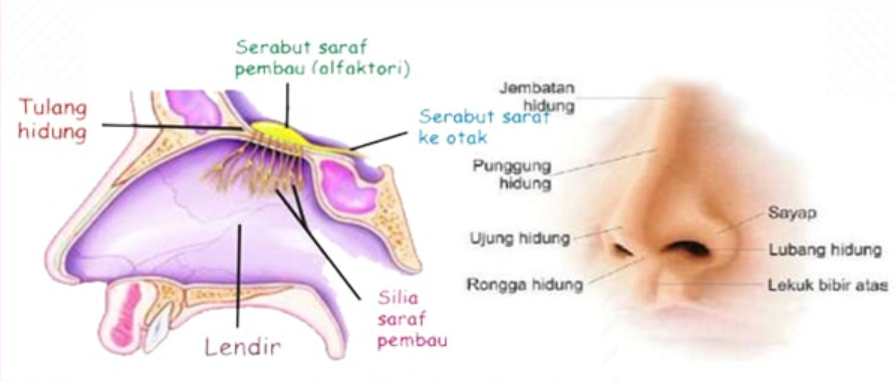 Serabut saraf
pembau (olfaktori)
Tulang
hidung
Serabut saraf
ke otak
Silia
saraf
pembau
Lendir
Jembatan
hidung
Punggung
hidung
Ujung hidung
Rongga hidung
Sayap
Lubang hidung
Lekuk bibir atas